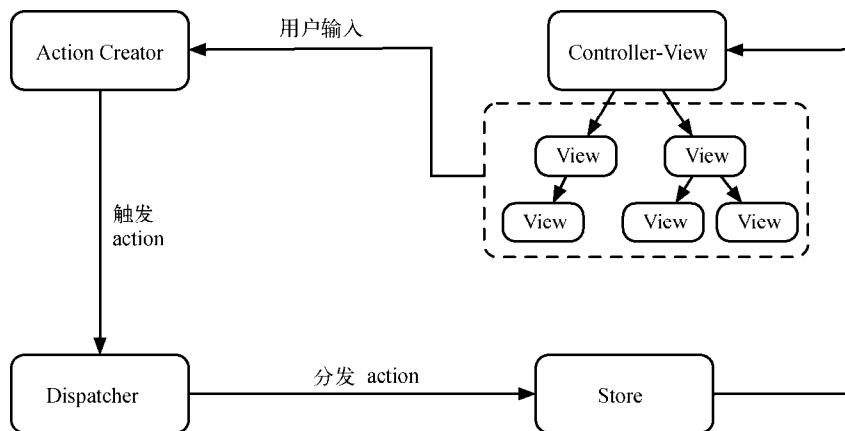 用户输入
Action Creator
Controller-View
View
View
View
View
View
触发
action
Dispatcher
分发 action
Store